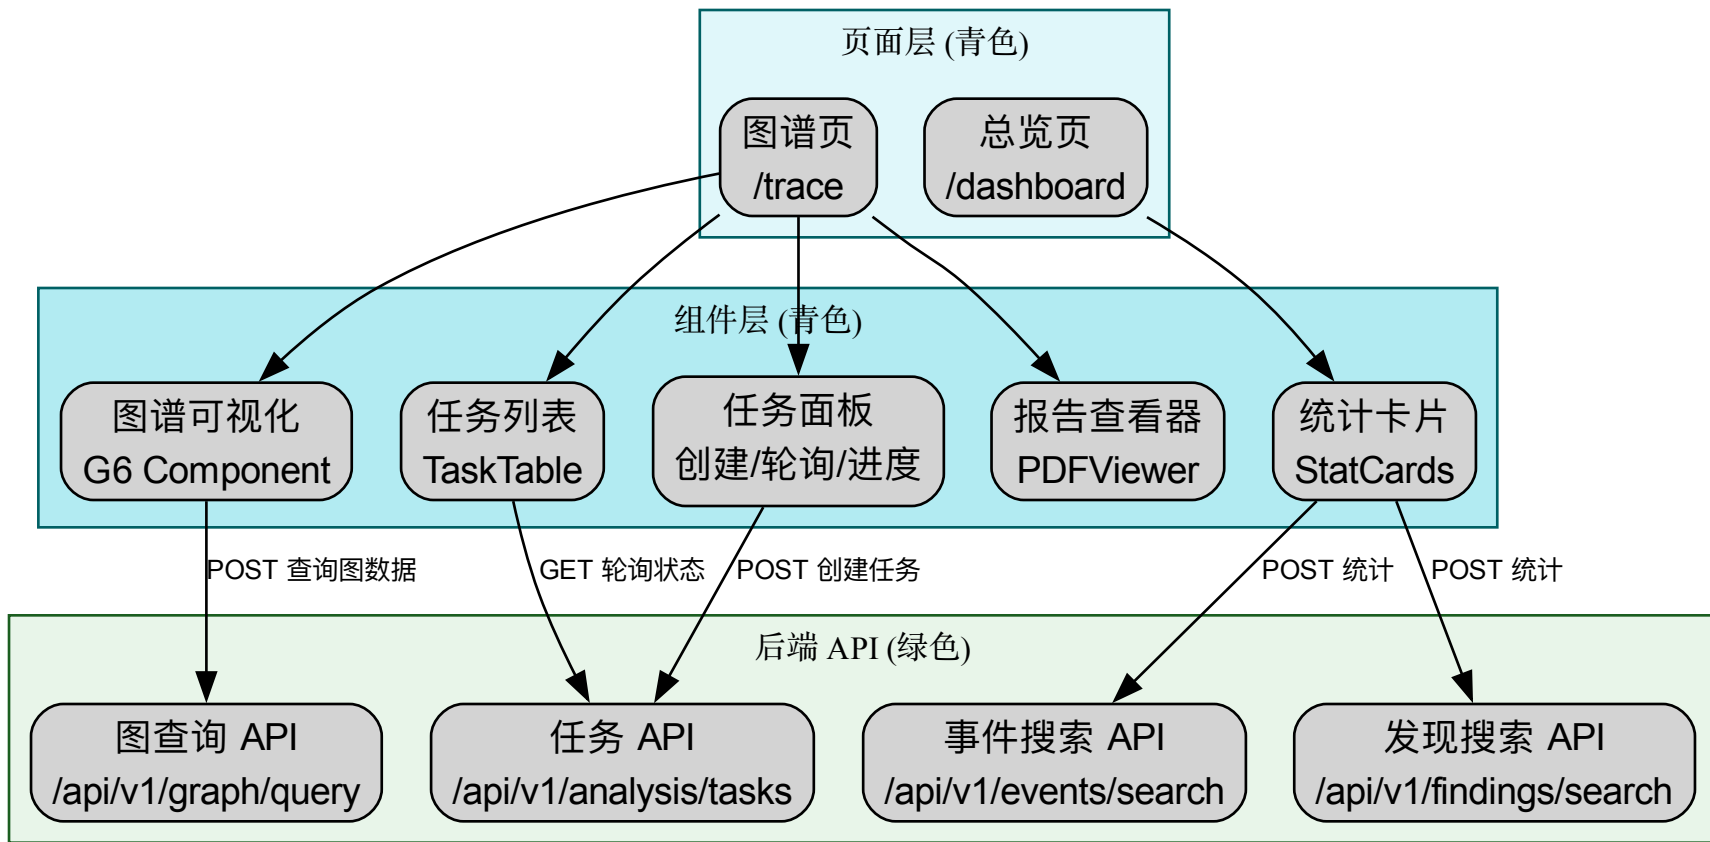 页面层 (青色)
图谱页
/trace
总览页
/dashboard
组件层 (青色)
图谱可视化
G6 Component
任务列表
TaskTable
任务面板
创建/轮询/进度
报告查看器
PDFViewer
统计卡片
StatCards
POST 查询图数据
GET 轮询状态
POST 创建任务
POST 统计
POST 统计
后端 API (绿色)
图查询 API
/api/v1/graph/query
任务 API
/api/v1/analysis/tasks
事件搜索 API
/api/v1/events/search
发现搜索 API
/api/v1/findings/search